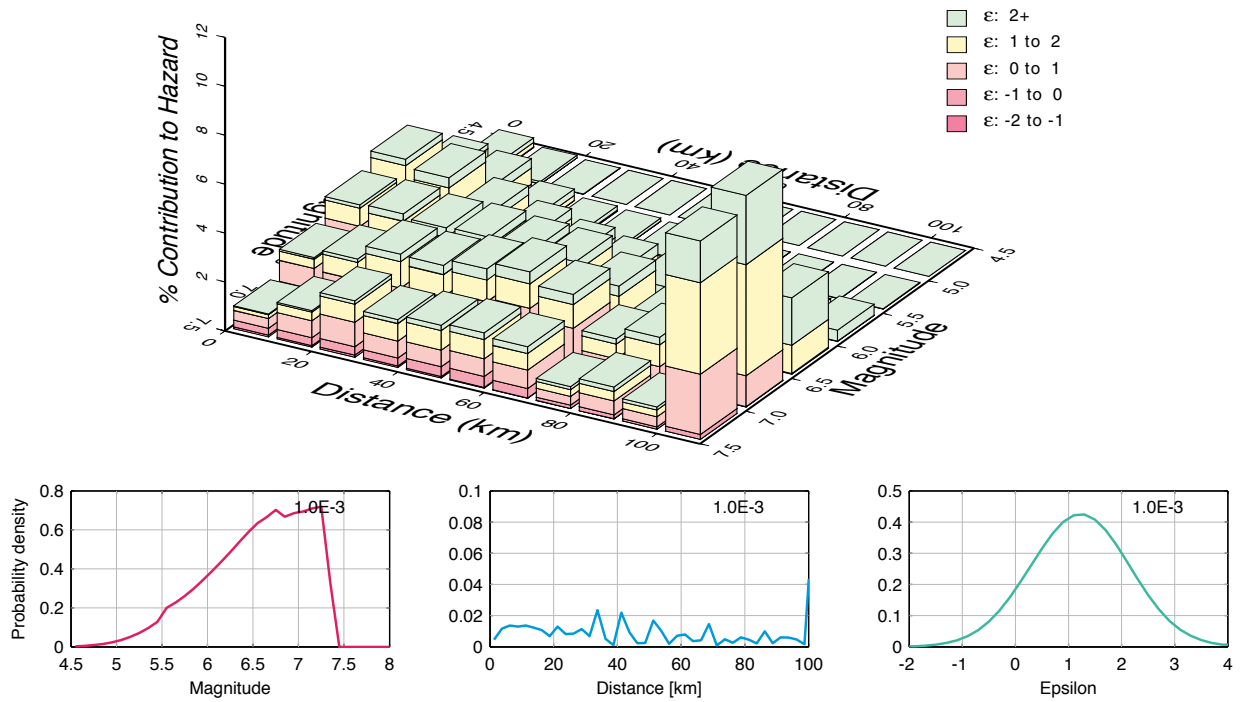 ε: 2+
ε: 1 to 2
ε: 0 to 1
ε: -1 to 0
ε: -2 to -1
% Contribution to Hazard
12
10
8
6
4
2
0
20
40
80
100
Distance (km)
4.5
7.0
7.5
4.5
5.0
5.5
6.0
6.5
7.0
7.5
Magnitude
0
20
40
60
80
100
Distance (km)
Probability density
0.8
0.6
0.4
0.2
0
4.5 5 5.5 6 6.5 7 7.5 8
Magnitude
1.0E-3
0.1
0.08
0.06
0.04
0.02
0
0 20 40 60 80 100
Distance [km]
1.0E-3
0.5
0.4
0.3
0.2
0.1
0
-2 -1 0 1 2 3 4
Epsilon
1.0E-3